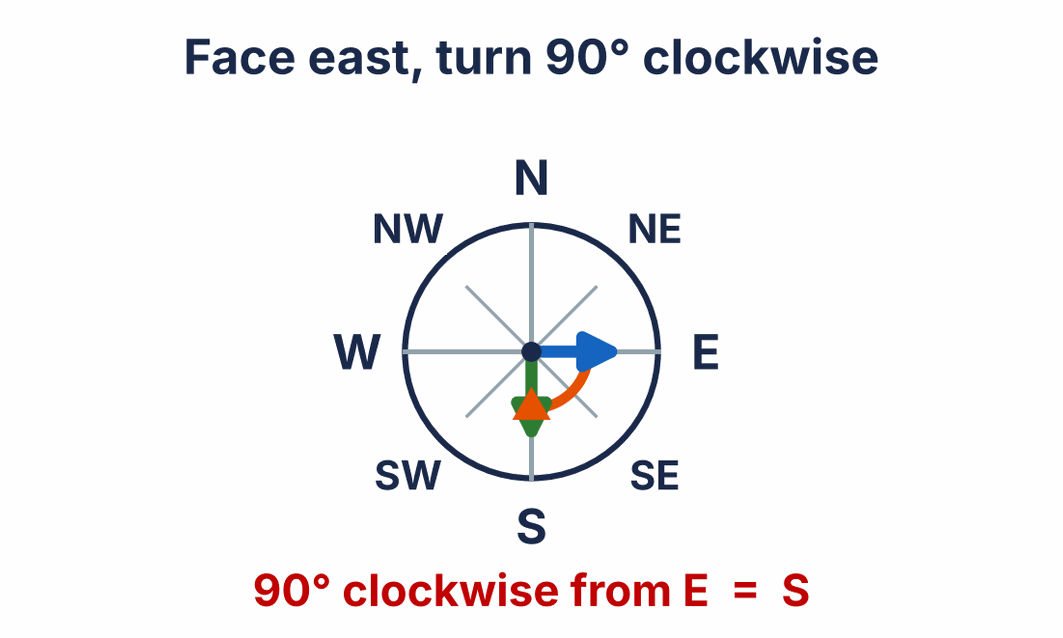 Face east, turn 90° clockwise
N
NW NE
W E
SW SE
S
90° clockwise from E = S